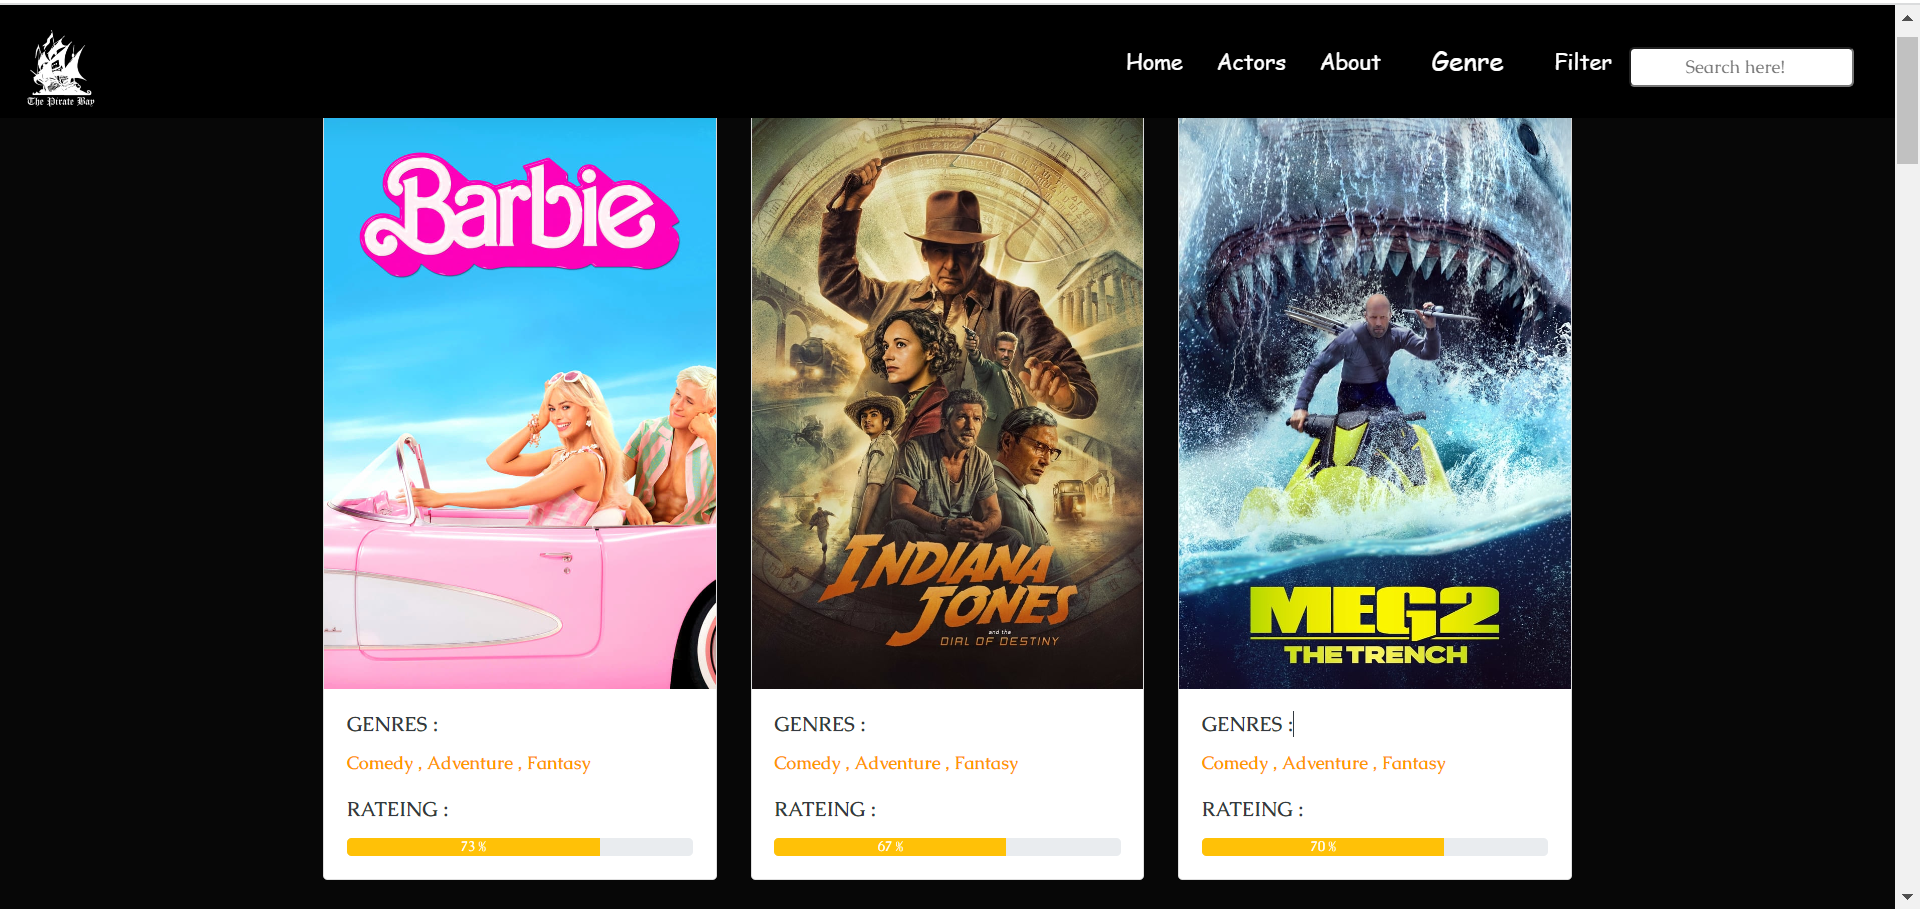 The Pirate Bay
Home Actors About Genre Filter Search here!
Barbie
INDIANA
JONES
and the
DIAL OF DESTINY
MEG2
THE TRENCH
GENRES :
Comedy , Adventure , Fantasy
RATEING :
73 %
GENRES :
Comedy , Adventure , Fantasy
RATEING :
67 %
GENRES :
Comedy , Adventure , Fantasy
RATEING :
70 %